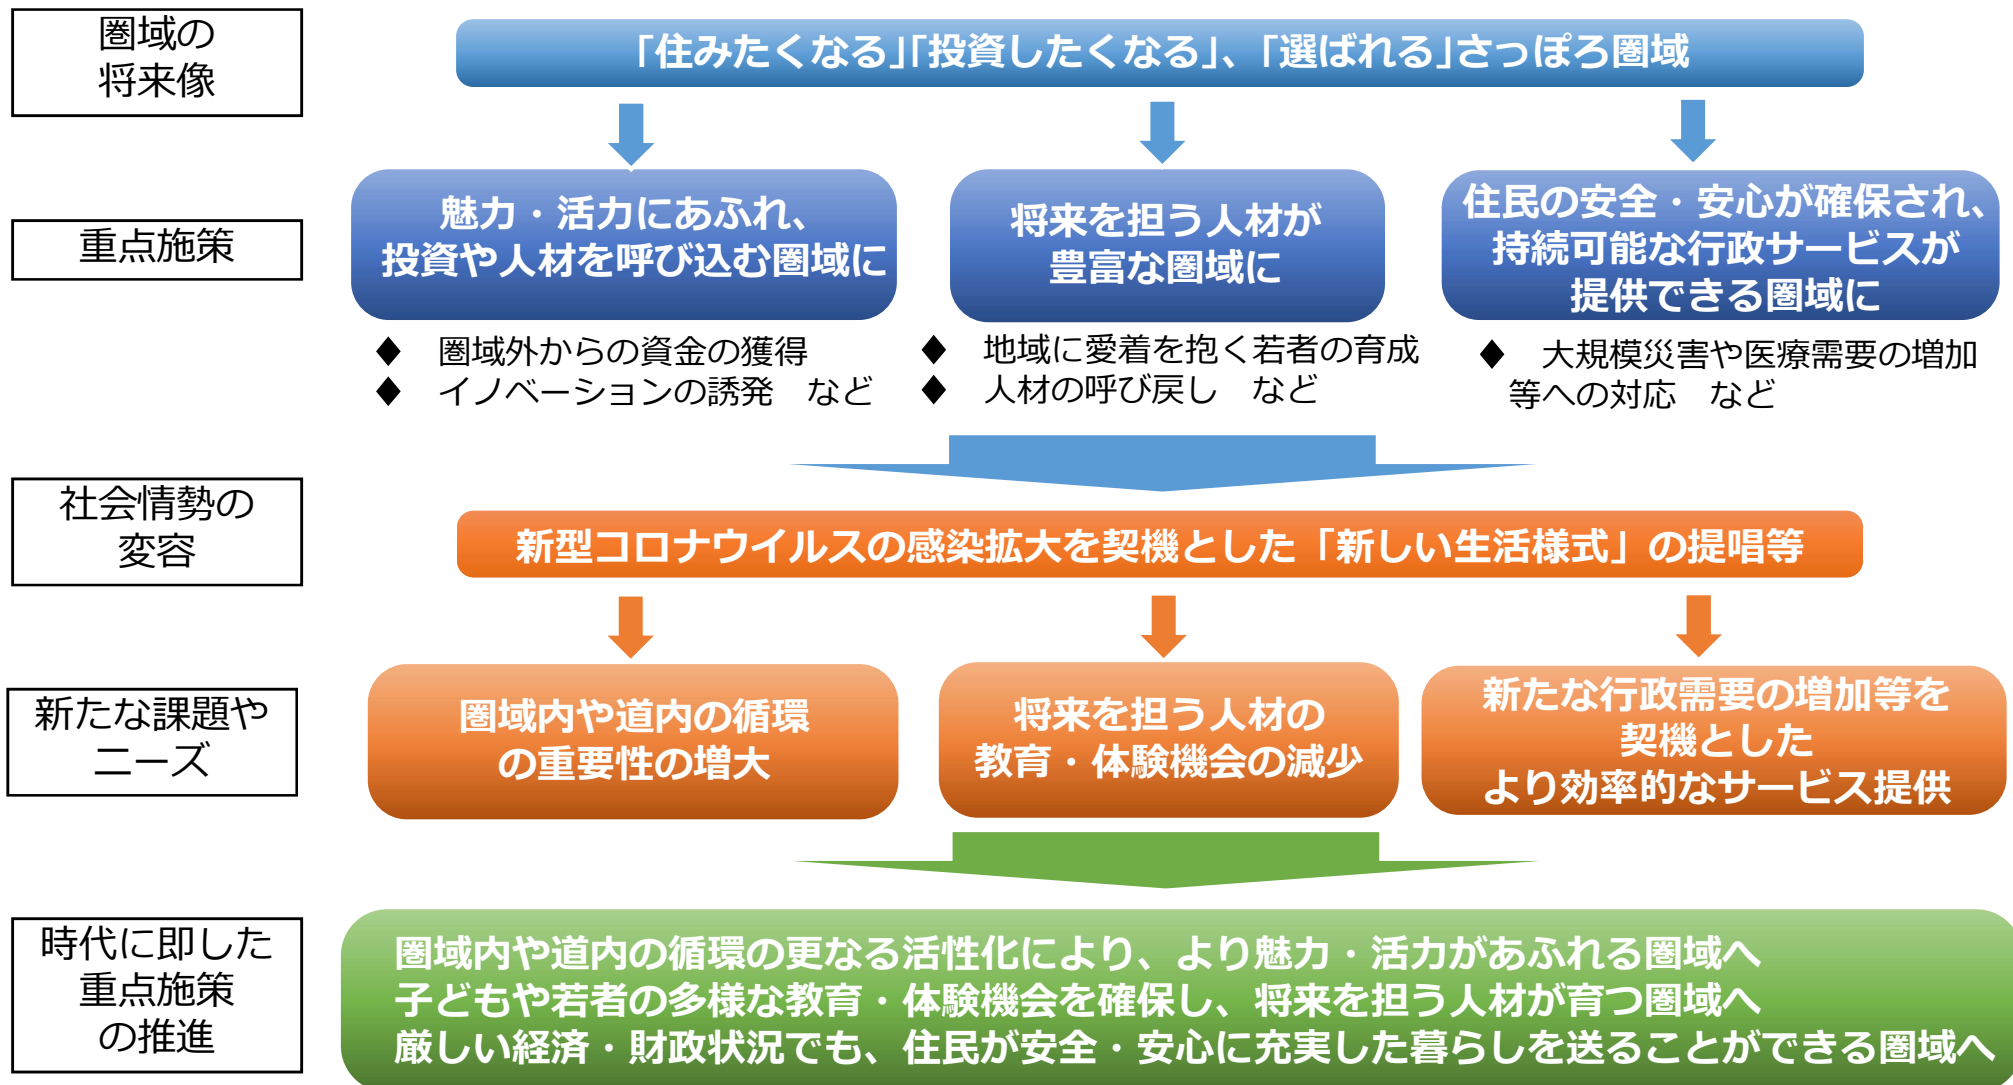 圏域の
将来像
「住みたくなる」「投資したくなる」、「選ばれる」さっぽろ圏域
重点施策
魅力・活力にあふれ、
投資や人材を呼び込む圏域に
将来を担う人材が
豊富な圏域に
住民の安全・安心が確保され、
持続可能な行政サービスが
提供できる圏域に
◆ 圏域外からの資金の獲得
◆ イノベーションの誘発 など
◆ 地域に愛着を抱く若者の育成
◆ 人材の呼び戻し など
◆ 大規模災害や医療需要の増加
等への対応 など
社会情勢の
変容
新型コロナウイルスの感染拡大を契機とした「新しい生活様式」の提唱等
新たな課題や
ニーズ
圏域内や道内の循環
の重要性の増大
将来を担う人材の
教育・体験機会の減少
新たな行政需要の増加等を
契機とした
より効率的なサービス提供
時代に即した
重点施策
の推進
圏域内や道内の循環の更なる活性化により、より魅力・活力があふれる圏域へ
子どもや若者の多様な教育・体験機会を確保し、将来を担う人材が育つ圏域へ
厳しい経済・財政状況でも、住民が安全・安心に充実した暮らしを送ることができる圏域へ